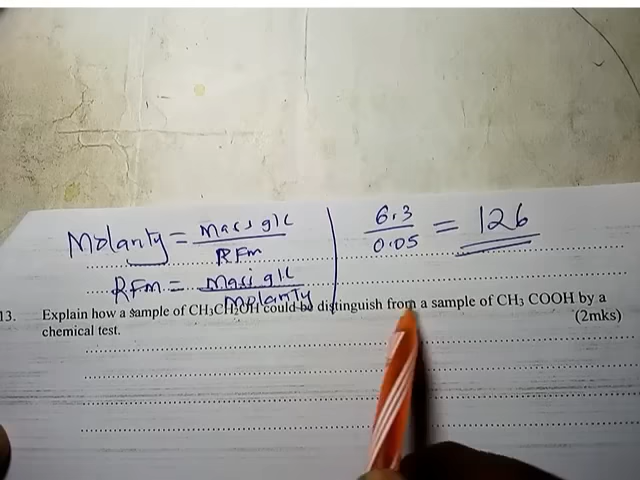 Molarity = Mass g/L / RFM
RFM = Mass g/L / Molarity
6.3 / 0.05 = 126
13. Explain how a sample of CH₃CH₂OH could be distinguish from a sample of CH₃ COOH by a
chemical test. (2mks)